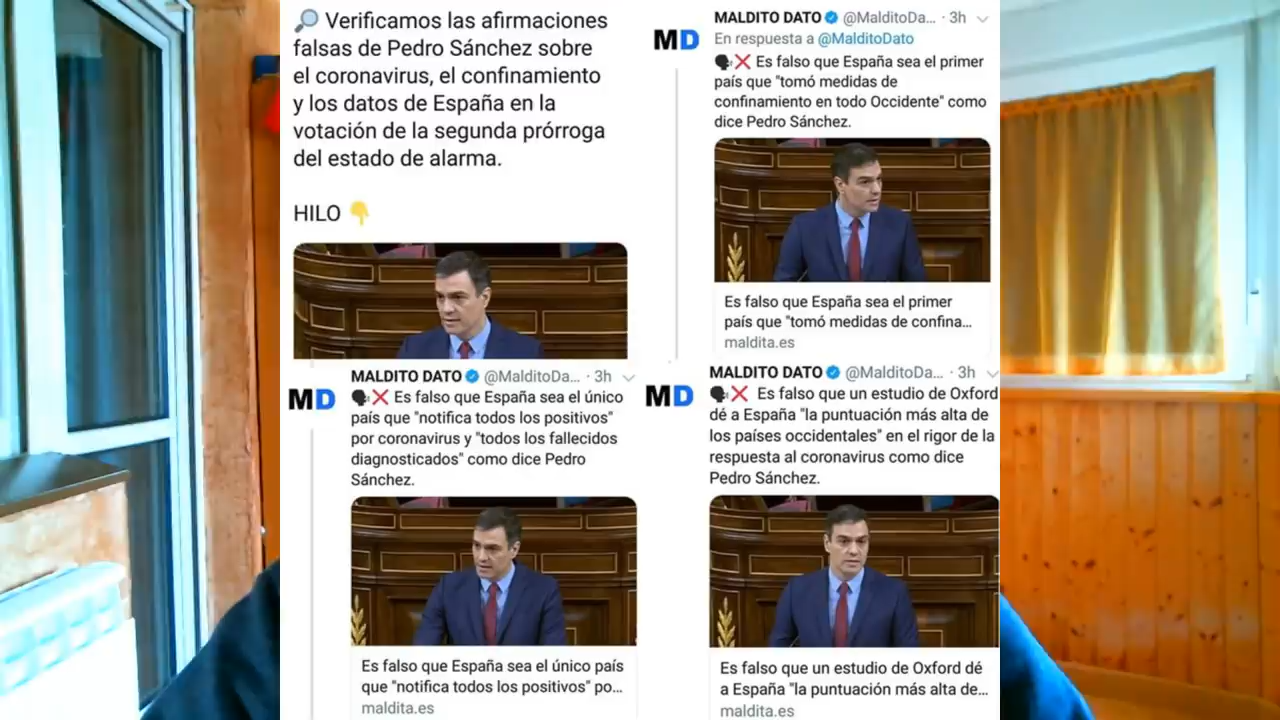 🔎 Verificamos las afirmaciones
falsas de Pedro Sánchez sobre
el coronavirus, el confinamiento
y los datos de España en la
votación de la segunda prórroga
del estado de alarma.
HILO 👇
MD
MALDITO DATO @MalditoDa... · 3h
En respuesta a @MalditoDato
🗣❌ Es falso que España sea el primer
país que "tomó medidas de
confinamiento en todo Occidente" como
dice Pedro Sánchez.
Es falso que España sea el primer
país que "tomó medidas de confina...
maldita.es
MD
MALDITO DATO @MalditoDa... · 3h
🗣❌ Es falso que España sea el único
país que "notifica todos los positivos"
por coronavirus y "todos los fallecidos
diagnosticados" como dice Pedro
Sánchez.
Es falso que España sea el único país
que "notifica todos los positivos" po...
maldita.es
MD
MALDITO DATO @MalditoDa... · 3h
🗣❌ Es falso que un estudio de Oxford
dé a España "la puntuación más alta de
los países occidentales" en el rigor de la
respuesta al coronavirus como dice
Pedro Sánchez.
Es falso que un estudio de Oxford dé
a España "la puntuación más alta de...
maldita.es